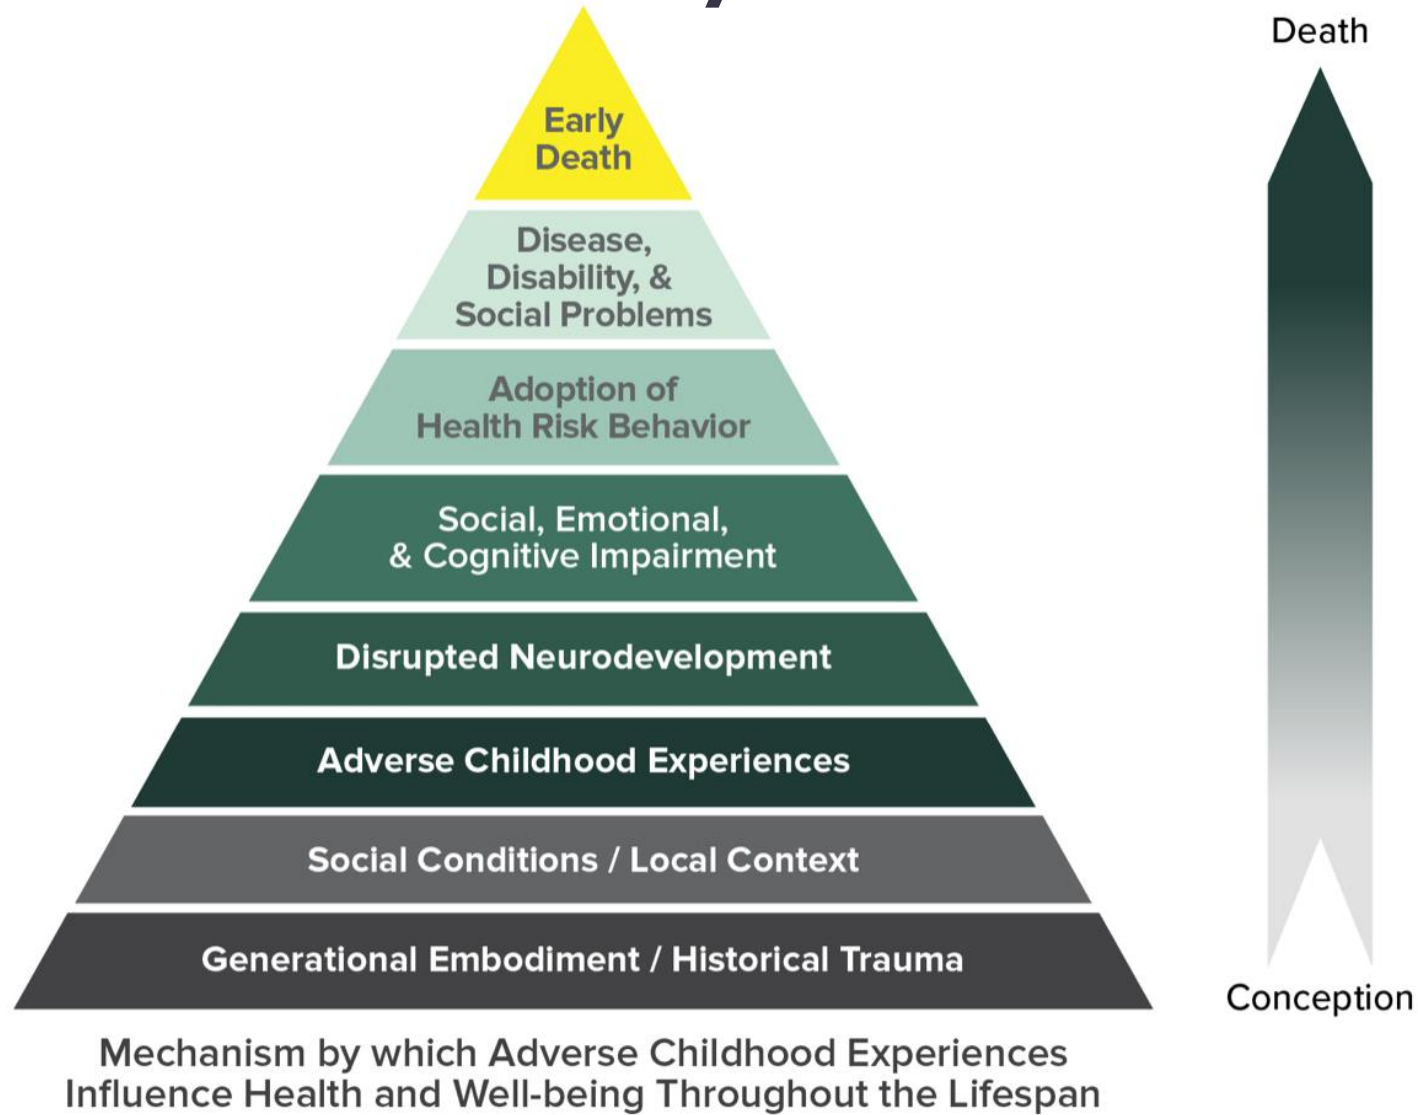 Death
Early
Death
Disease,
Disability, &
Social Problems
Adoption of
Health Risk Behavior
Social, Emotional,
& Cognitive Impairment
Disrupted Neurodevelopment
Adverse Childhood Experiences
Social Conditions / Local Context
Generational Embodiment / Historical Trauma
Conception
Mechanism by which Adverse Childhood Experiences
Influence Health and Well-being Throughout the Lifespan